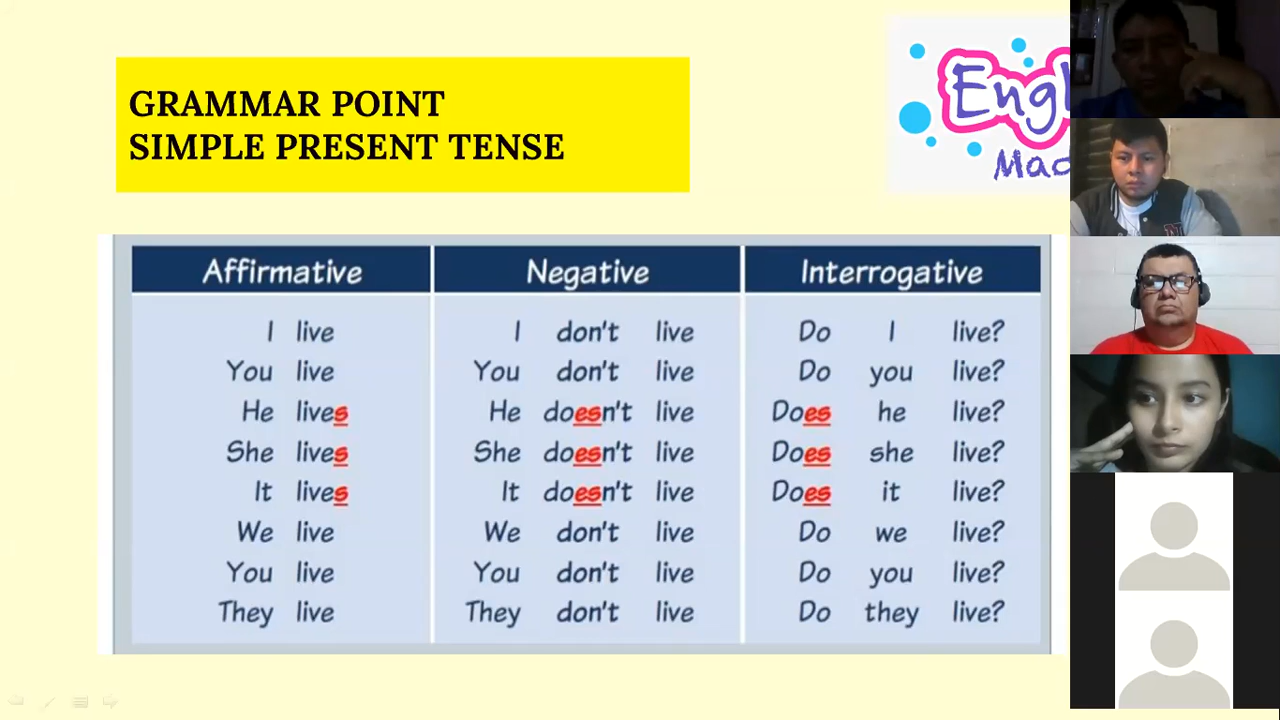 GRAMMAR POINT
SIMPLE PRESENT TENSE
Affirmative Negative Interrogative
I live I don't live Do I live?
You live You don't live Do you live?
He lives He doesn't live Does he live?
She lives She doesn't live Does she live?
It lives It doesn't live Does it live?
We live We don't live Do we live?
You live You don't live Do you live?
They live They don't live Do they live?